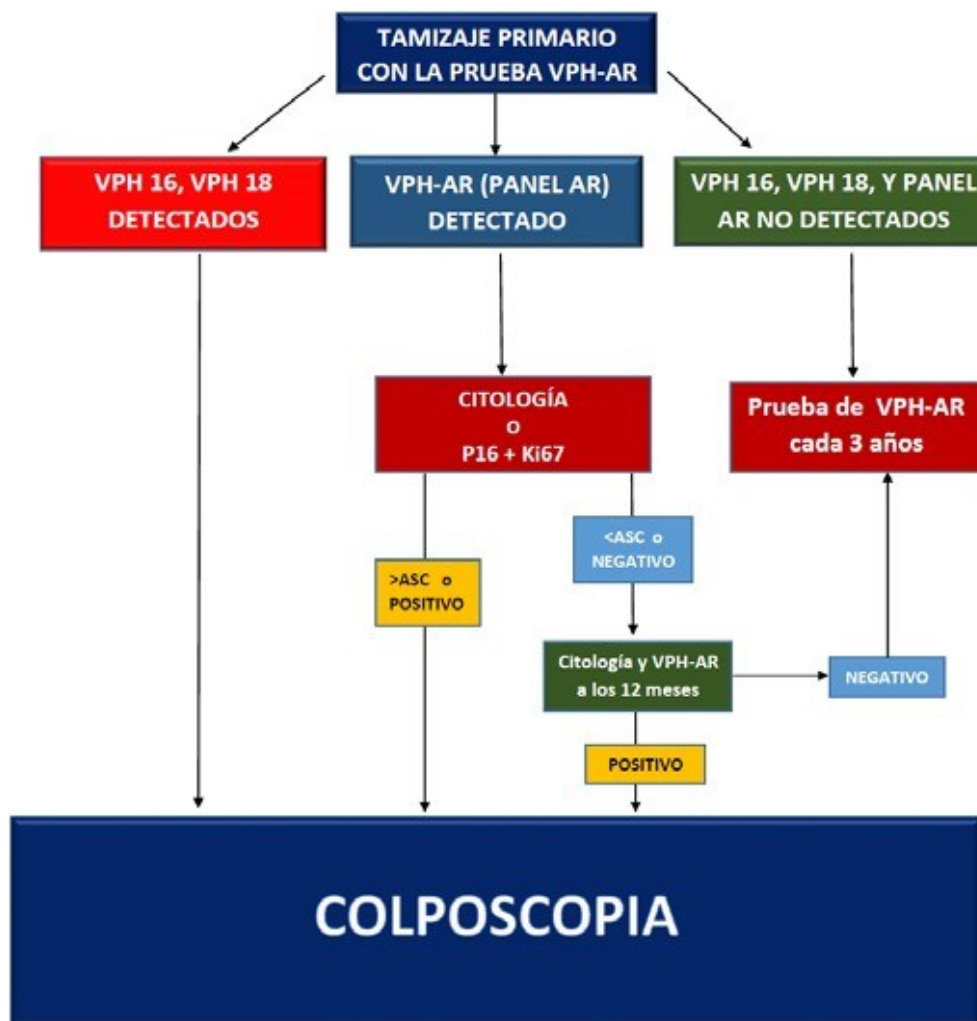 TAMIZAJE PRIMARIO
CON LA PRUEBA VPH-AR
VPH 16, VPH 18
DETECTADOS
VPH-AR (PANEL AR)
DETECTADO
VPH 16, VPH 18, Y PANEL
AR NO DETECTADOS
CITOLOGÍA
O
P16 + Ki67
Prueba de VPH-AR
cada 3 años
>ASC o
POSITIVO
<ASC o
NEGATIVO
Citología y VPH-AR
a los 12 meses
NEGATIVO
POSITIVO
COLPOSCOPIA